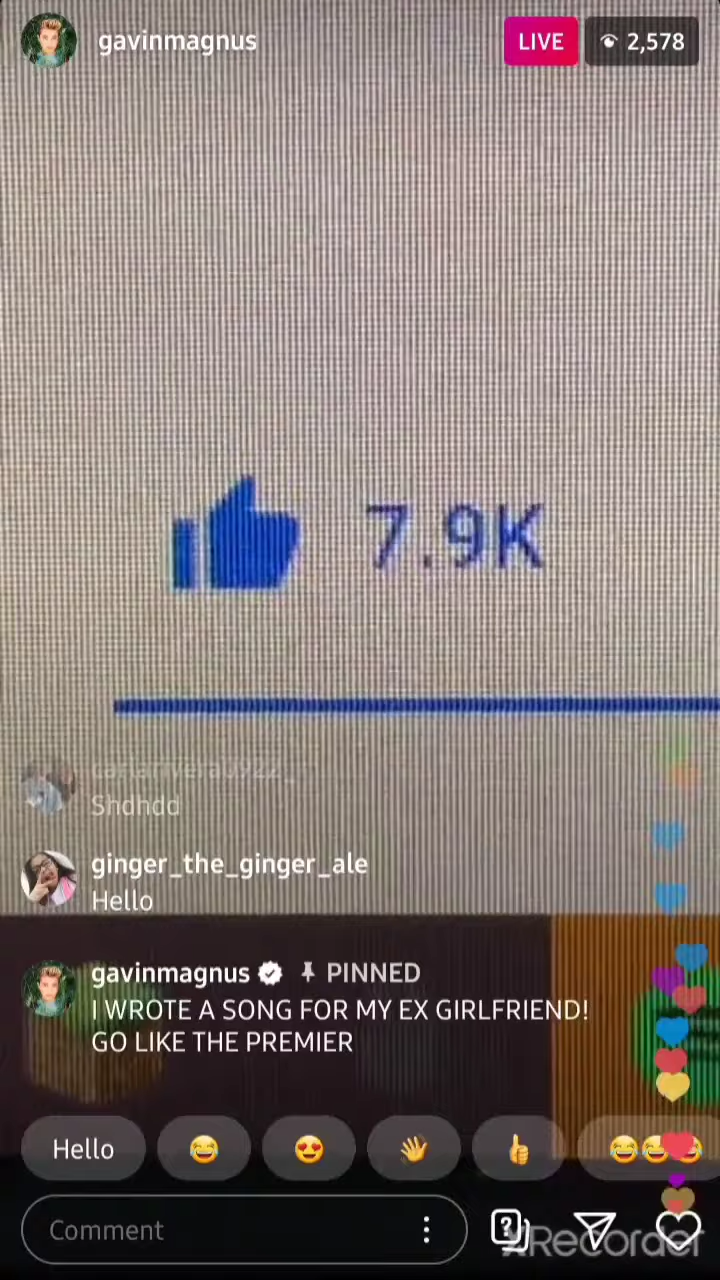 gavinmagnus
LIVE
2,578
7.9K
Shdhdd
ginger_the_ginger_ale
Hello
gavinmagnus PINNED
I WROTE A SONG FOR MY EX GIRLFRIEND!
GO LIKE THE PREMIER
Hello
Comment
XRecorder